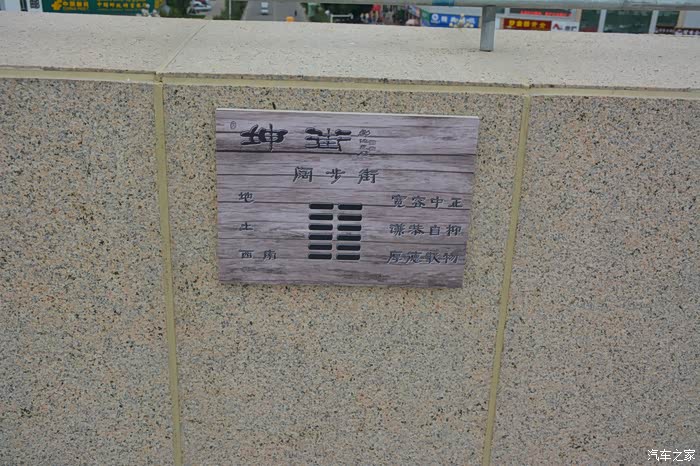 坤街
阔步街
地
宽容中正
土
谦恭自抑
西南
厚德载物
汽车之家